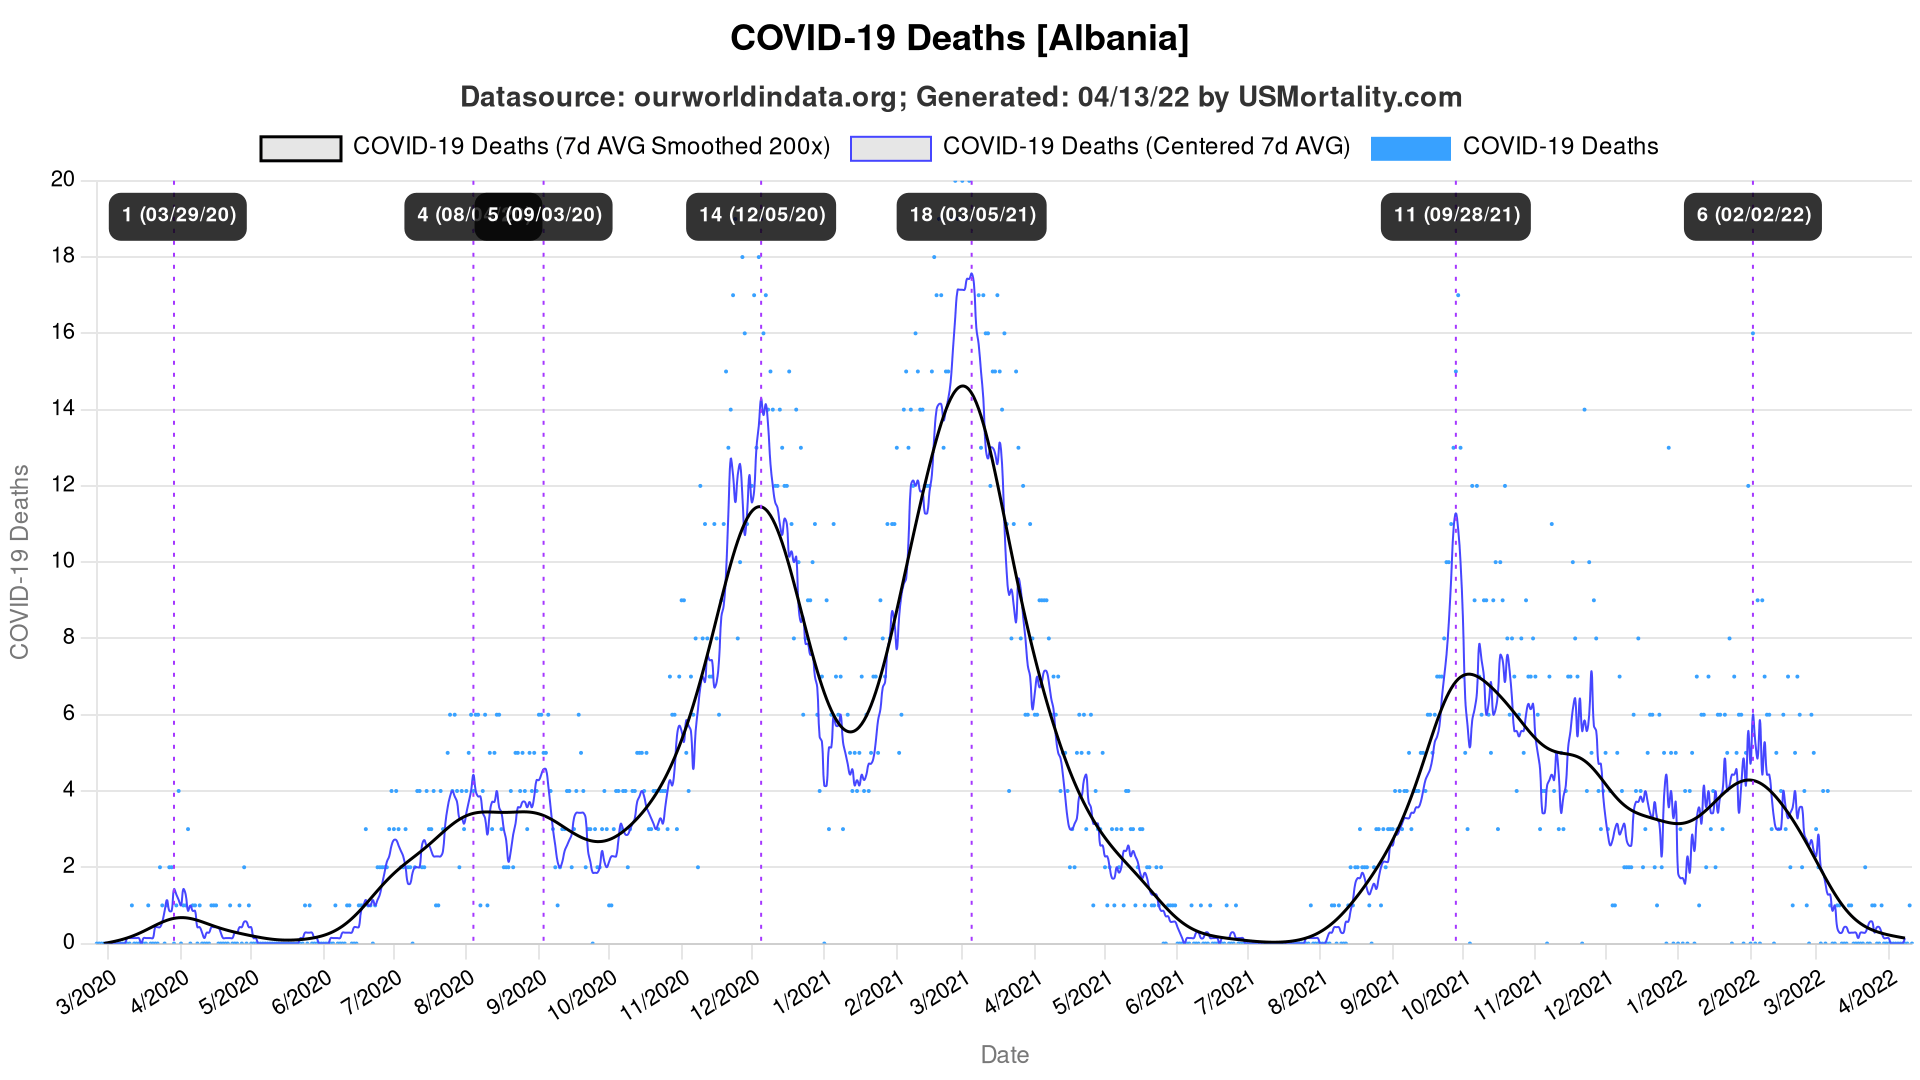 COVID-19 Deaths [Albania]
Datasource: ourworldindata.org; Generated: 04/13/22 by USMortality.com
COVID-19 Deaths (7d AVG Smoothed 200x) COVID-19 Deaths (Centered 7d AVG) COVID-19 Deaths
1 (03/29/20) 4 (08/0 5 (09/03/20) 14 (12/05/20) 18 (03/05/21) 11 (09/28/21) 6 (02/02/22)
20
18
16
14
12
10
8
6
4
2
0
COVID-19 Deaths
3/2020 4/2020 5/2020 6/2020 7/2020 8/2020 9/2020 10/2020 11/2020 12/2020 1/2021 2/2021 3/2021 4/2021 5/2021 6/2021 7/2021 8/2021 9/2021 10/2021 11/2021 12/2021 1/2022 2/2022 3/2022 4/2022
Date